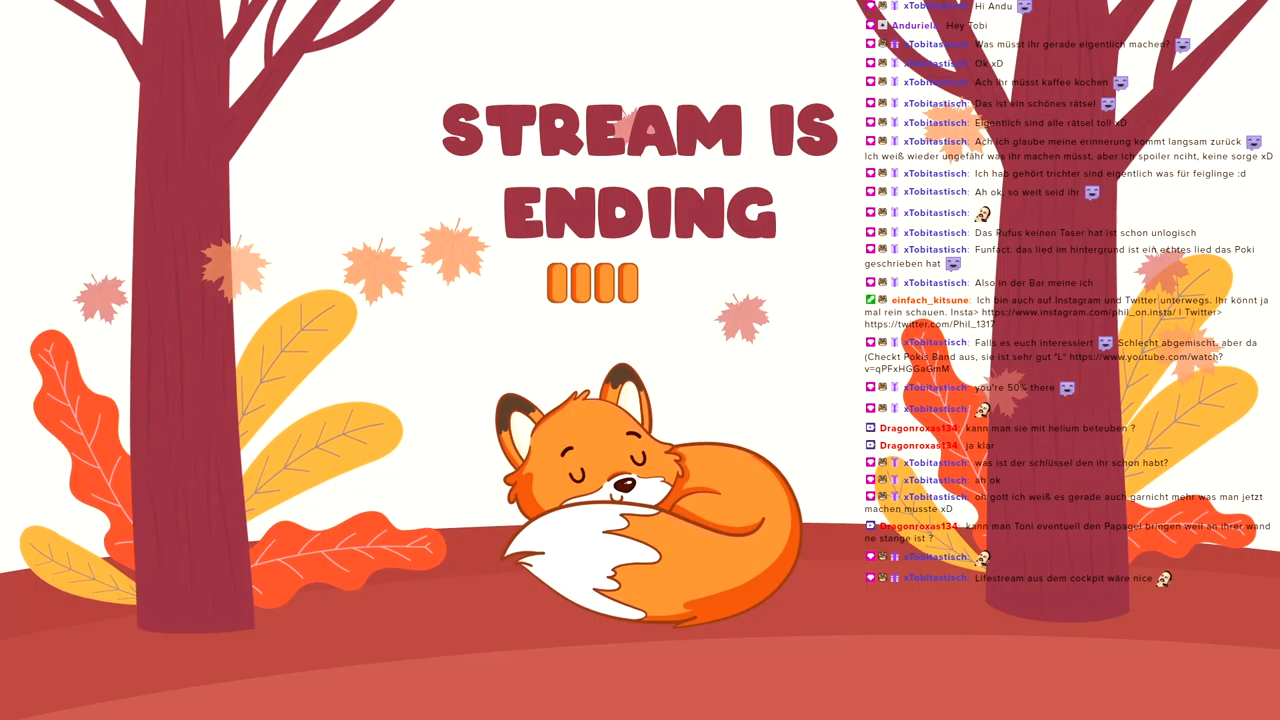 STREAM IS
ENDING
xTobitastisch: Hi Andu
Anduriela: Hey Tobi
xTobitastisch: Was müsst ihr gerade eigentlich machen?
xTobitastisch: Ok xD
xTobitastisch: Ach ihr müsst kaffee kochen
xTobitastisch: Das ist ein schönes rätsel
xTobitastisch: Eigentlich sind alle rätsel toll xD
xTobitastisch: Ach ich glaube meine erinnerung kommt langsam zurück
Ich weiß wieder ungefähr was ihr machen müsst, aber ich spoiler nciht, keine sorge xD
xTobitastisch: Ich hab gehört trichter sind eigentlich was für feiglinge :d
xTobitastisch: Ah ok, so weit seid ihr
xTobitastisch:
xTobitastisch: Das Rufus keinen Taser hat ist schon unlogisch
xTobitastisch: Funfact. das lied im hintergrund ist ein echtes lied das Poki
geschrieben hat
xTobitastisch: Also in der Bar meine ich
einfach_kitsune: Ich bin auch auf Instagram und Twitter unterwegs. Ihr könnt ja
mal rein schauen. Insta> https://www.instagram.com/phil_on.insta/ | Twitter>
https://twitter.com/Phil_1317
xTobitastisch: Falls es euch interessiert Schlecht abgemischt, aber da
(Checkt Pokis Band aus, sie ist sehr gut "L" https://www.youtube.com/watch?
v=qPFxHGGaGmM
xTobitastisch: you're 50% there
xTobitastisch:
Dragonroxas134: kann man sie mit helium beteuben ?
Dragonroxas134: ja klar
xTobitastisch: was ist der schlüssel den ihr schon habt?
xTobitastisch: ah ok
xTobitastisch: oh gott ich weiß es gerade auch garnicht mehr was man jetzt
machen musste xD
Dragonroxas134: kann man Toni eventuell den Papagei bringen weil an ihrer wand
ne stange ist ?
xTobitastisch:
xTobitastisch: Lifestream aus dem cockpit wäre nice